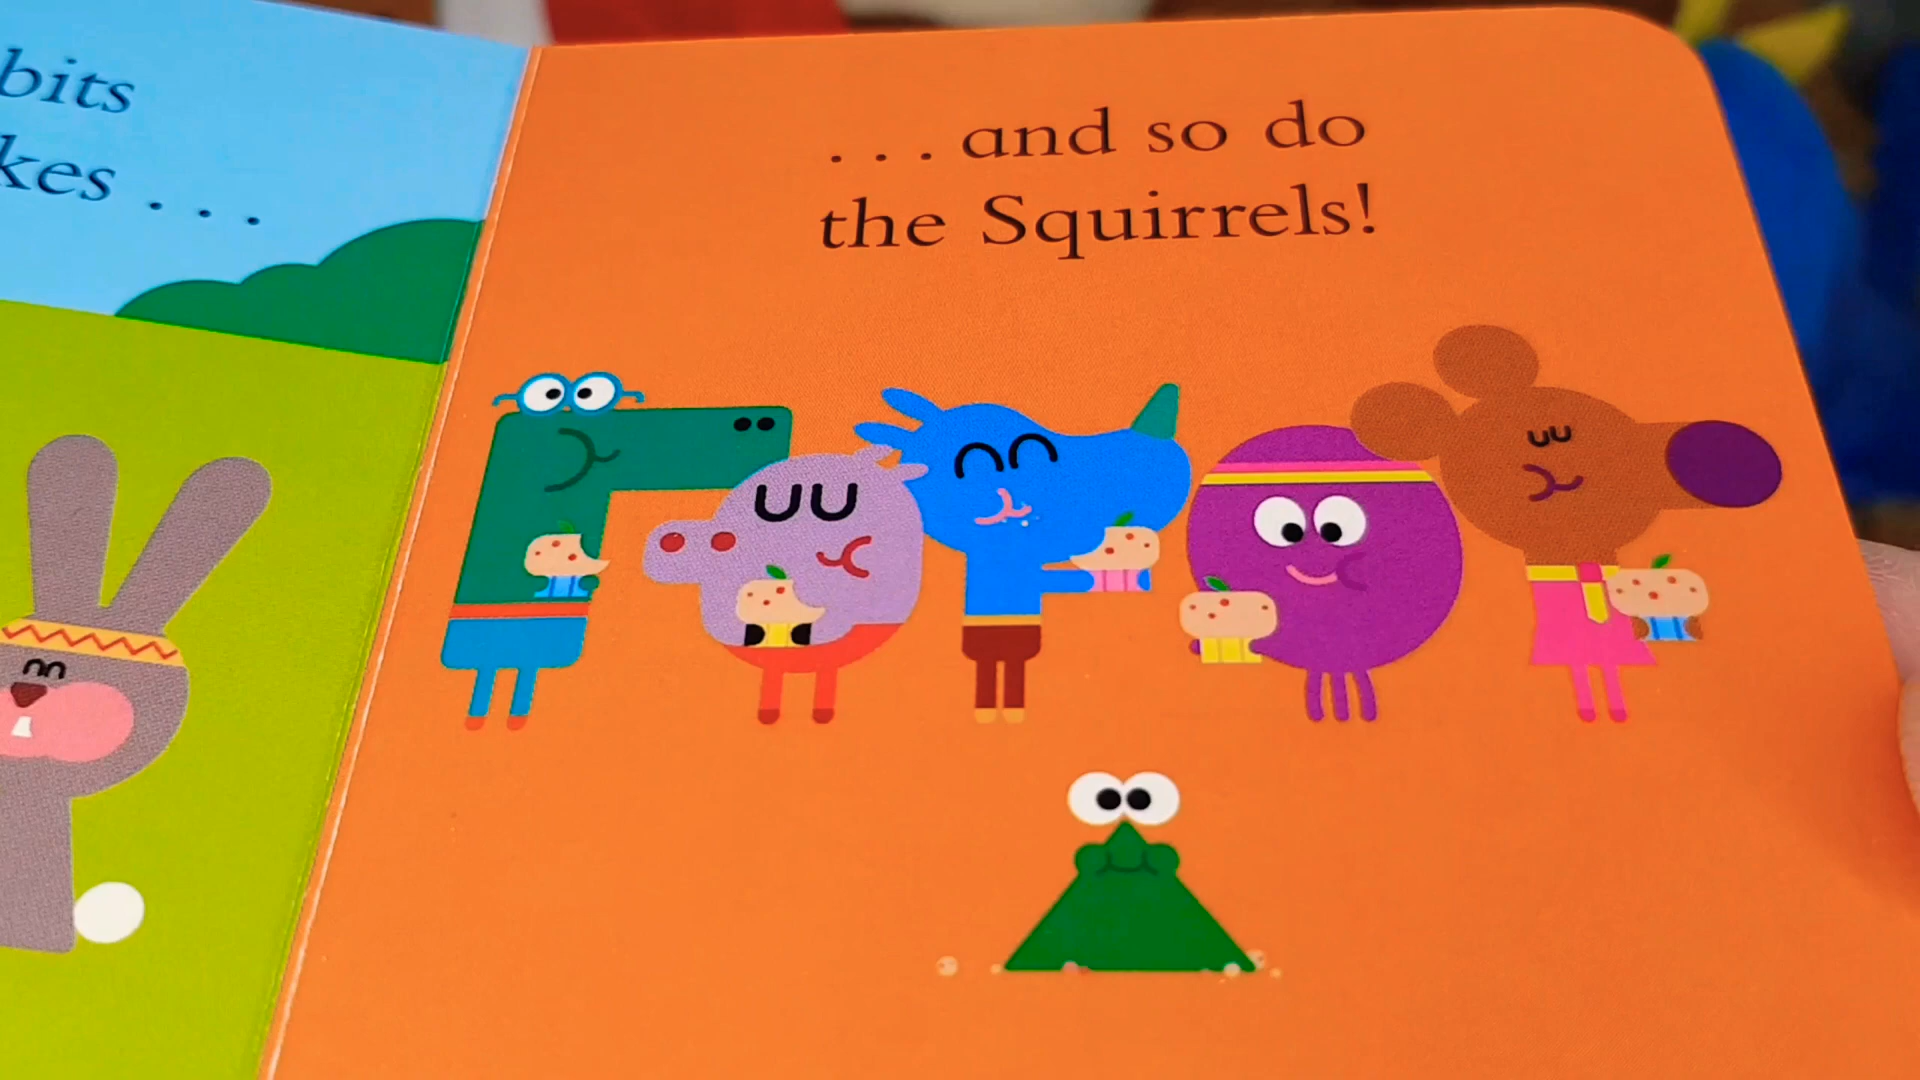 bits
kes . . .
. . . and so do
the Squirrels!